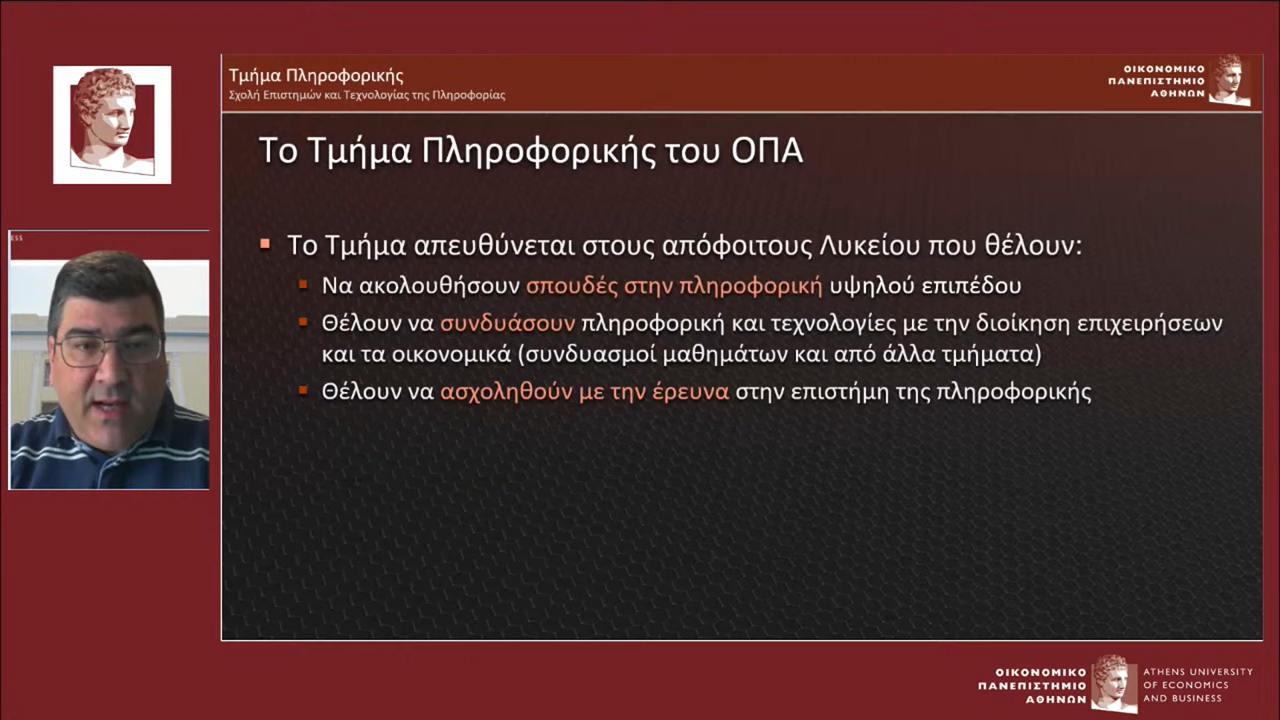 Τμήμα Πληροφορικής
Σχολή Επιστημών και Τεχνολογίας της Πληροφορίας
ΟΙΚΟΝΟΜΙΚΟ
ΠΑΝΕΠΙΣΤΗΜΙΟ
ΑΘΗΝΩΝ
Το Τμήμα Πληροφορικής του ΟΠΑ
ESS
Το Τμήμα απευθύνεται στους απόφοιτους Λυκείου που θέλουν:
Να ακολουθήσουν σπουδές στην πληροφορική υψηλού επιπέδου
Θέλουν να συνδυάσουν πληροφορική και τεχνολογίες με την διοίκηση επιχειρήσεων
και τα οικονομικά (συνδυασμοί μαθημάτων και από άλλα τμήματα)
Θέλουν να ασχοληθούν με την έρευνα στην επιστήμη της πληροφορικής
ΟΙΚΟΝΟΜΙΚΟ
ΠΑΝΕΠΙΣΤΗΜΙΟ
ΑΘΗΝΩΝ
ATHENS UNIVERSITY
OF ECONOMICS
AND BUSINESS